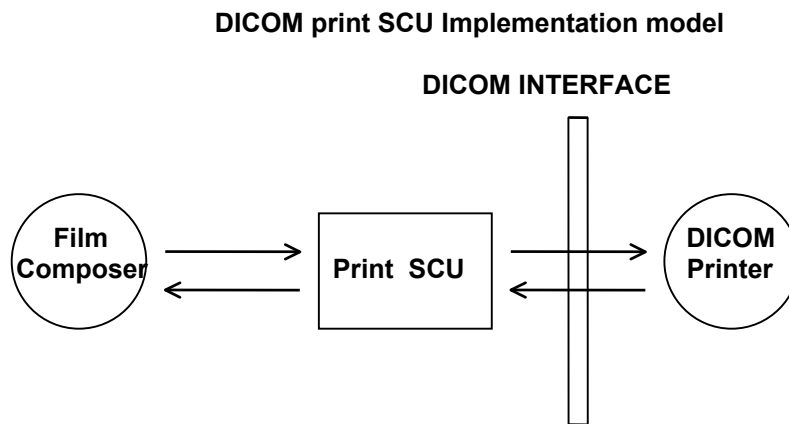 DICOM print SCU Implementation model
DICOM INTERFACE
Film
Composer
Print SCU
DICOM
Printer